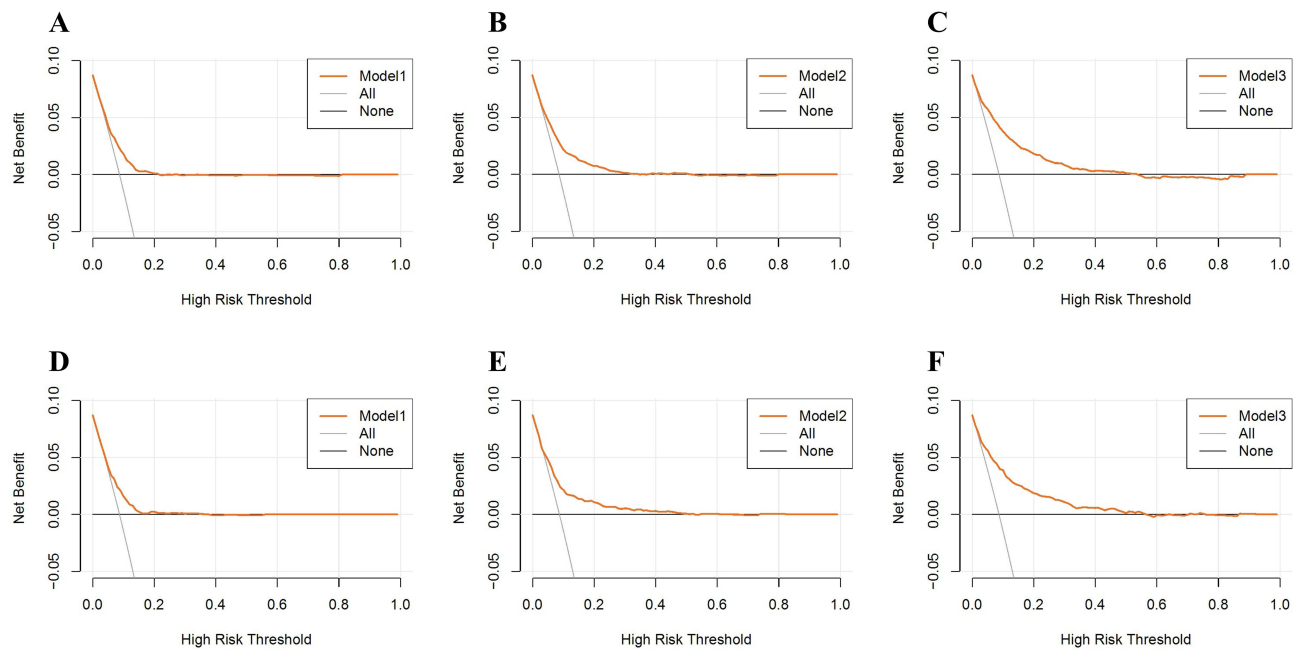 A
Net Benefit
0.10
0.05
0.00
−0.05
Model1
All
None
0.0 0.2 0.4 0.6 0.8 1.0
High Risk Threshold
B
Net Benefit
0.10
0.05
0.00
−0.05
Model2
All
None
0.0 0.2 0.4 0.6 0.8 1.0
High Risk Threshold
C
Net Benefit
0.10
0.05
0.00
−0.05
Model3
All
None
0.0 0.2 0.4 0.6 0.8 1.0
High Risk Threshold
D
Net Benefit
0.10
0.05
0.00
−0.05
Model1
All
None
0.0 0.2 0.4 0.6 0.8 1.0
High Risk Threshold
E
Net Benefit
0.10
0.05
0.00
−0.05
Model2
All
None
0.0 0.2 0.4 0.6 0.8 1.0
High Risk Threshold
F
Net Benefit
0.10
0.05
0.00
−0.05
Model3
All
None
0.0 0.2 0.4 0.6 0.8 1.0
High Risk Threshold